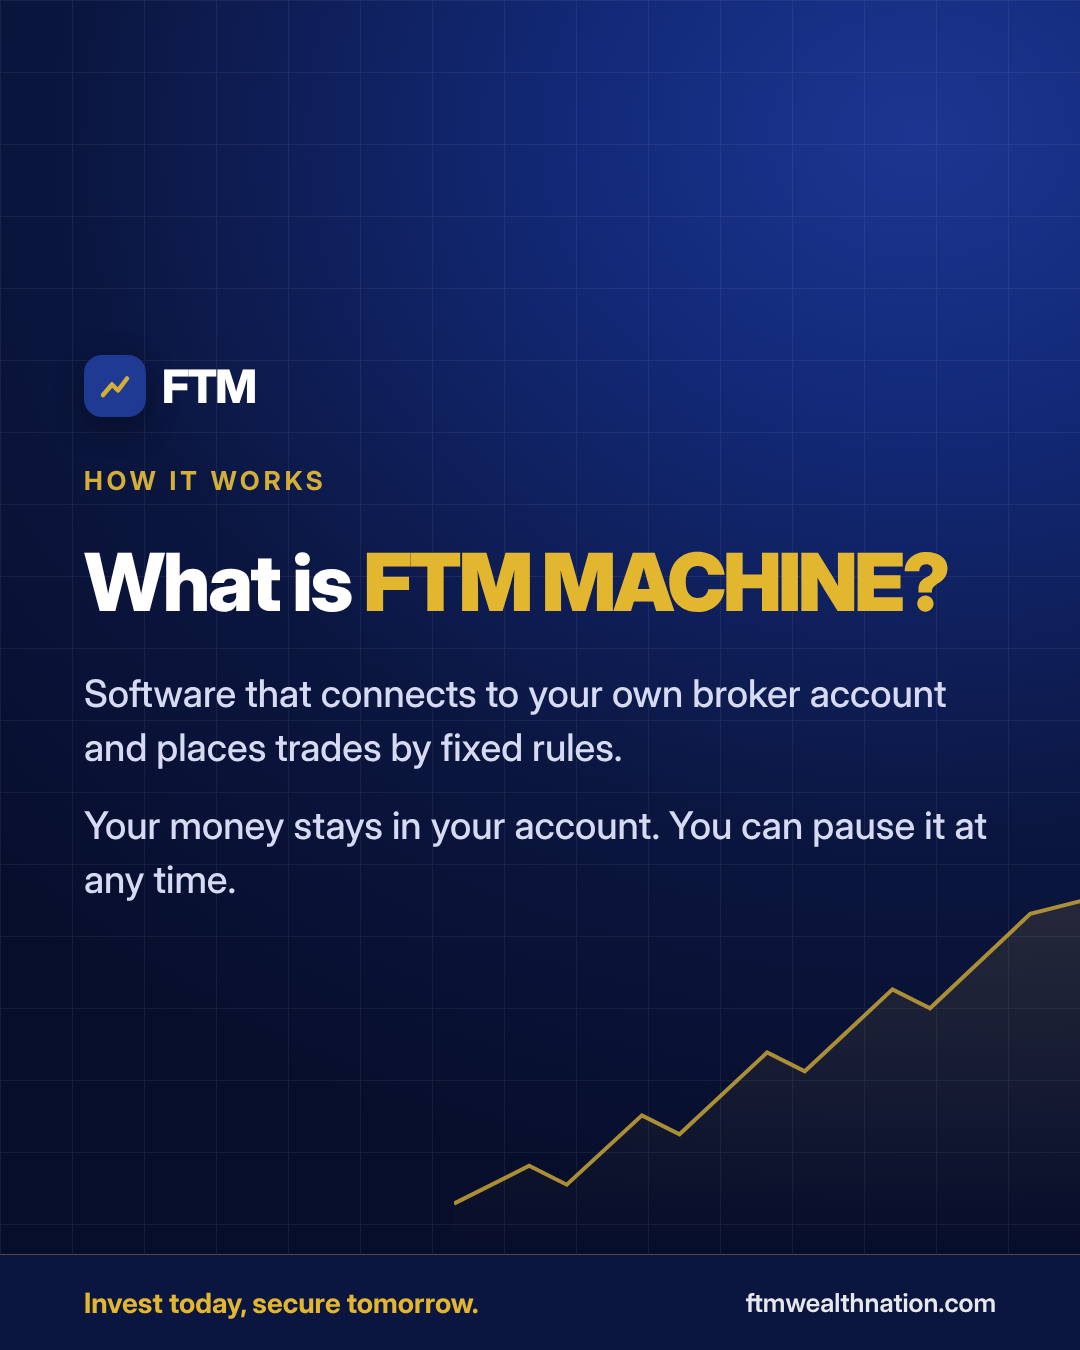 FTM
HOW IT WORKS
What is FTM MACHINE?
Software that connects to your own broker account
and places trades by fixed rules.
Your money stays in your account. You can pause it at
any time.
Invest today, secure tomorrow.
ftmwealthnation.com